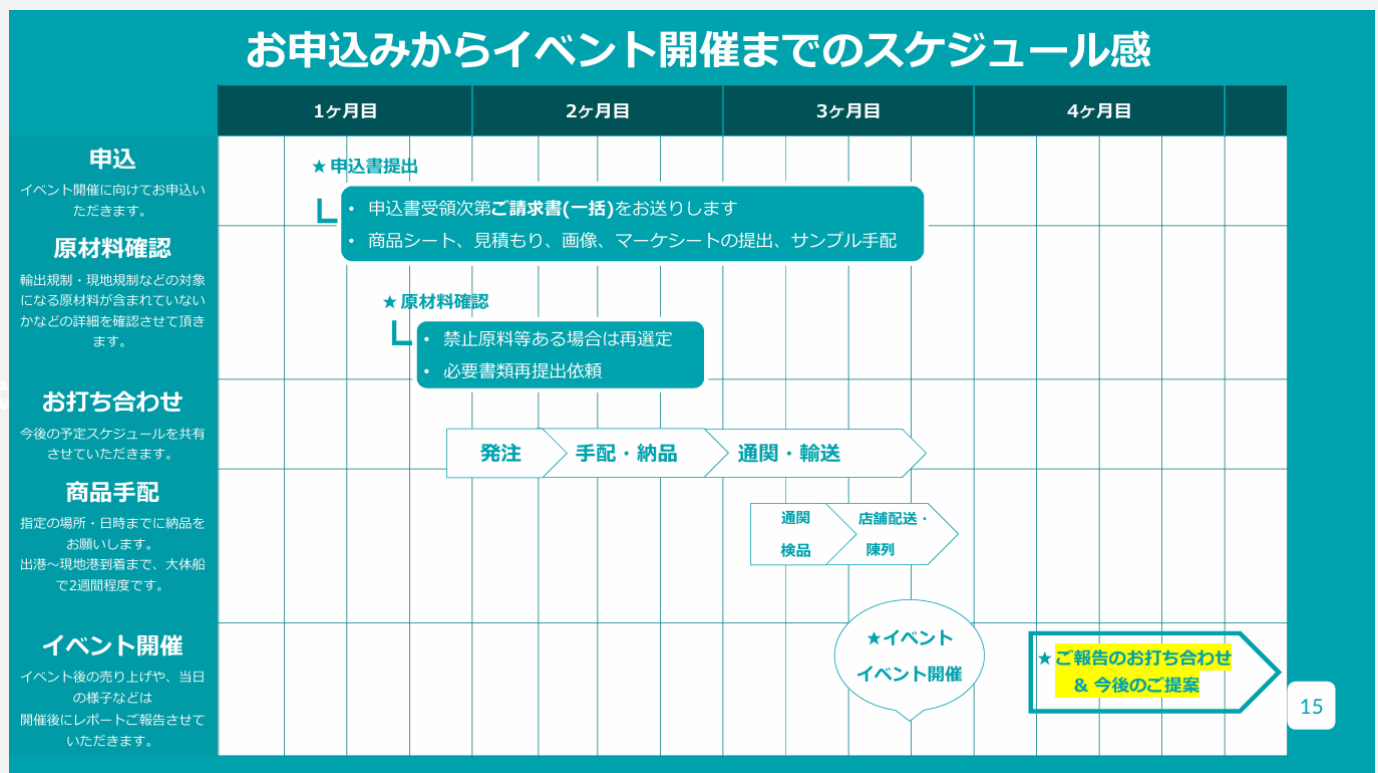 お申込みからイベント開催までのスケジュール感
1ヶ月目
2ヶ月目
3ヶ月目
4ヶ月目
申込
イベント開催に向けてお申込い
ただきます。
★申込書提出
• 申込書受領次第ご請求書(一括)をお送りします
• 商品シート、見積もり、画像、マーケシートの提出、サンプル手配
原材料確認
輸出規制・現地規制などの対象
になる原材料が含まれていない
かなどの詳細を確認させて頂き
ます。
★原材料確認
• 禁止原料等ある場合は再選定
• 必要書類再提出依頼
お打ち合わせ
今後の予定スケジュールを共有
させていただきます。
発注
手配・納品
通関・輸送
商品手配
指定の場所・日時までに納品を
お願いします。
出港～現地港到着まで、大体船
で2週間程度です。
通関
検品
店舗配送・
陳列
イベント開催
イベント後の売り上げや、当日
の様子などは
開催後にレポートご報告させて
いただきます。
★イベント
イベント開催
★ご報告のお打ち合わせ
& 今後のご提案
15